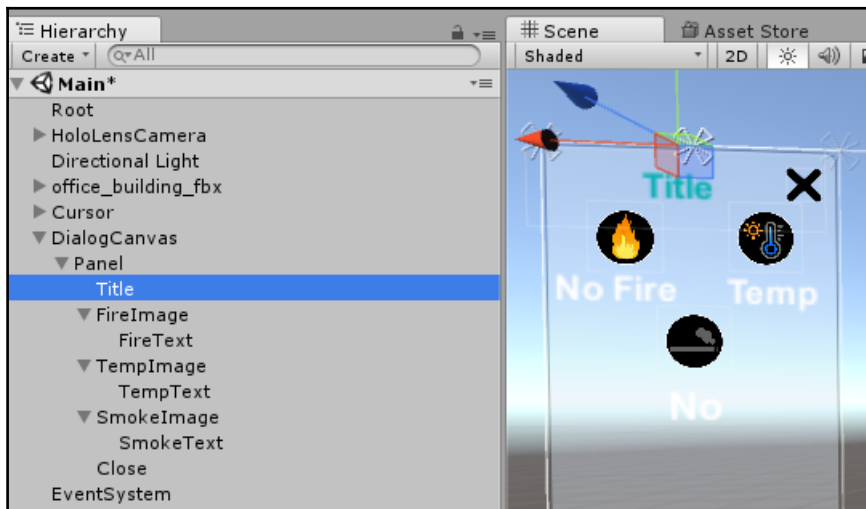 Hierarchy
Create All
Main*
Root
HoloLensCamera
Directional Light
office_building_fbx
Cursor
DialogCanvas
Panel
Title
FireImage
FireText
TempImage
TempText
SmokeImage
SmokeText
Close
EventSystem
Scene Asset Store
Shaded 2D
Title
No Fire Temp
No